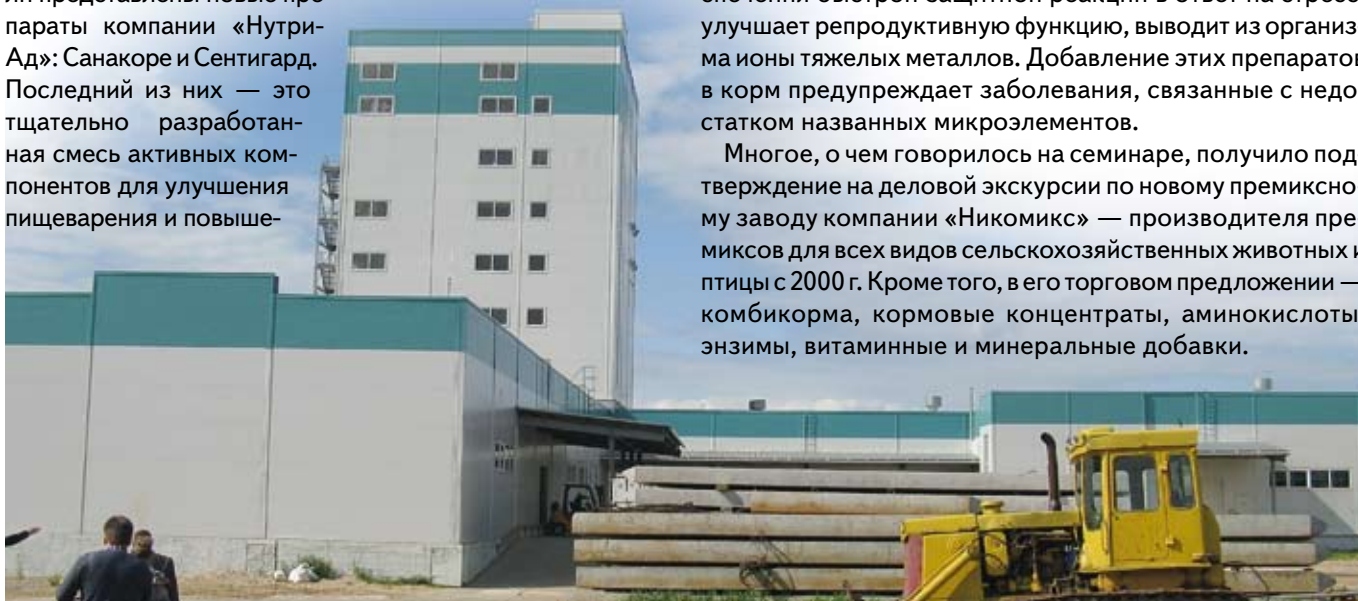 представлены новые
параты компании «Нутри-
Ад»: Санакоре и Сентигард.
Последний из них — это
тщательно разработан-
ная смесь активных ком-
понентов для улучшения
пищеварения и повыше-
быстрой защитной реакции в ответ на
улучшает репродуктивную функцию, выводит из организ
ма ионы тяжелых металлов. Добавление этих препаратов
в корм предупреждает заболевания, связанные с недо
статком названных микроэлементов.
Многое, о чем говорилось на семинаре, получило под
тверждение на деловой экскурсии по новому премиксно
му заводу компании «Никомикс» — производителя пре
миксов для всех видов сельскохозяйственных животных и
птицы с 2000 г. Кроме того, в его торговом предложении —
комбикорма, кормовые концентраты, аминокислоты
энзимы, витаминные и минеральные добавки.